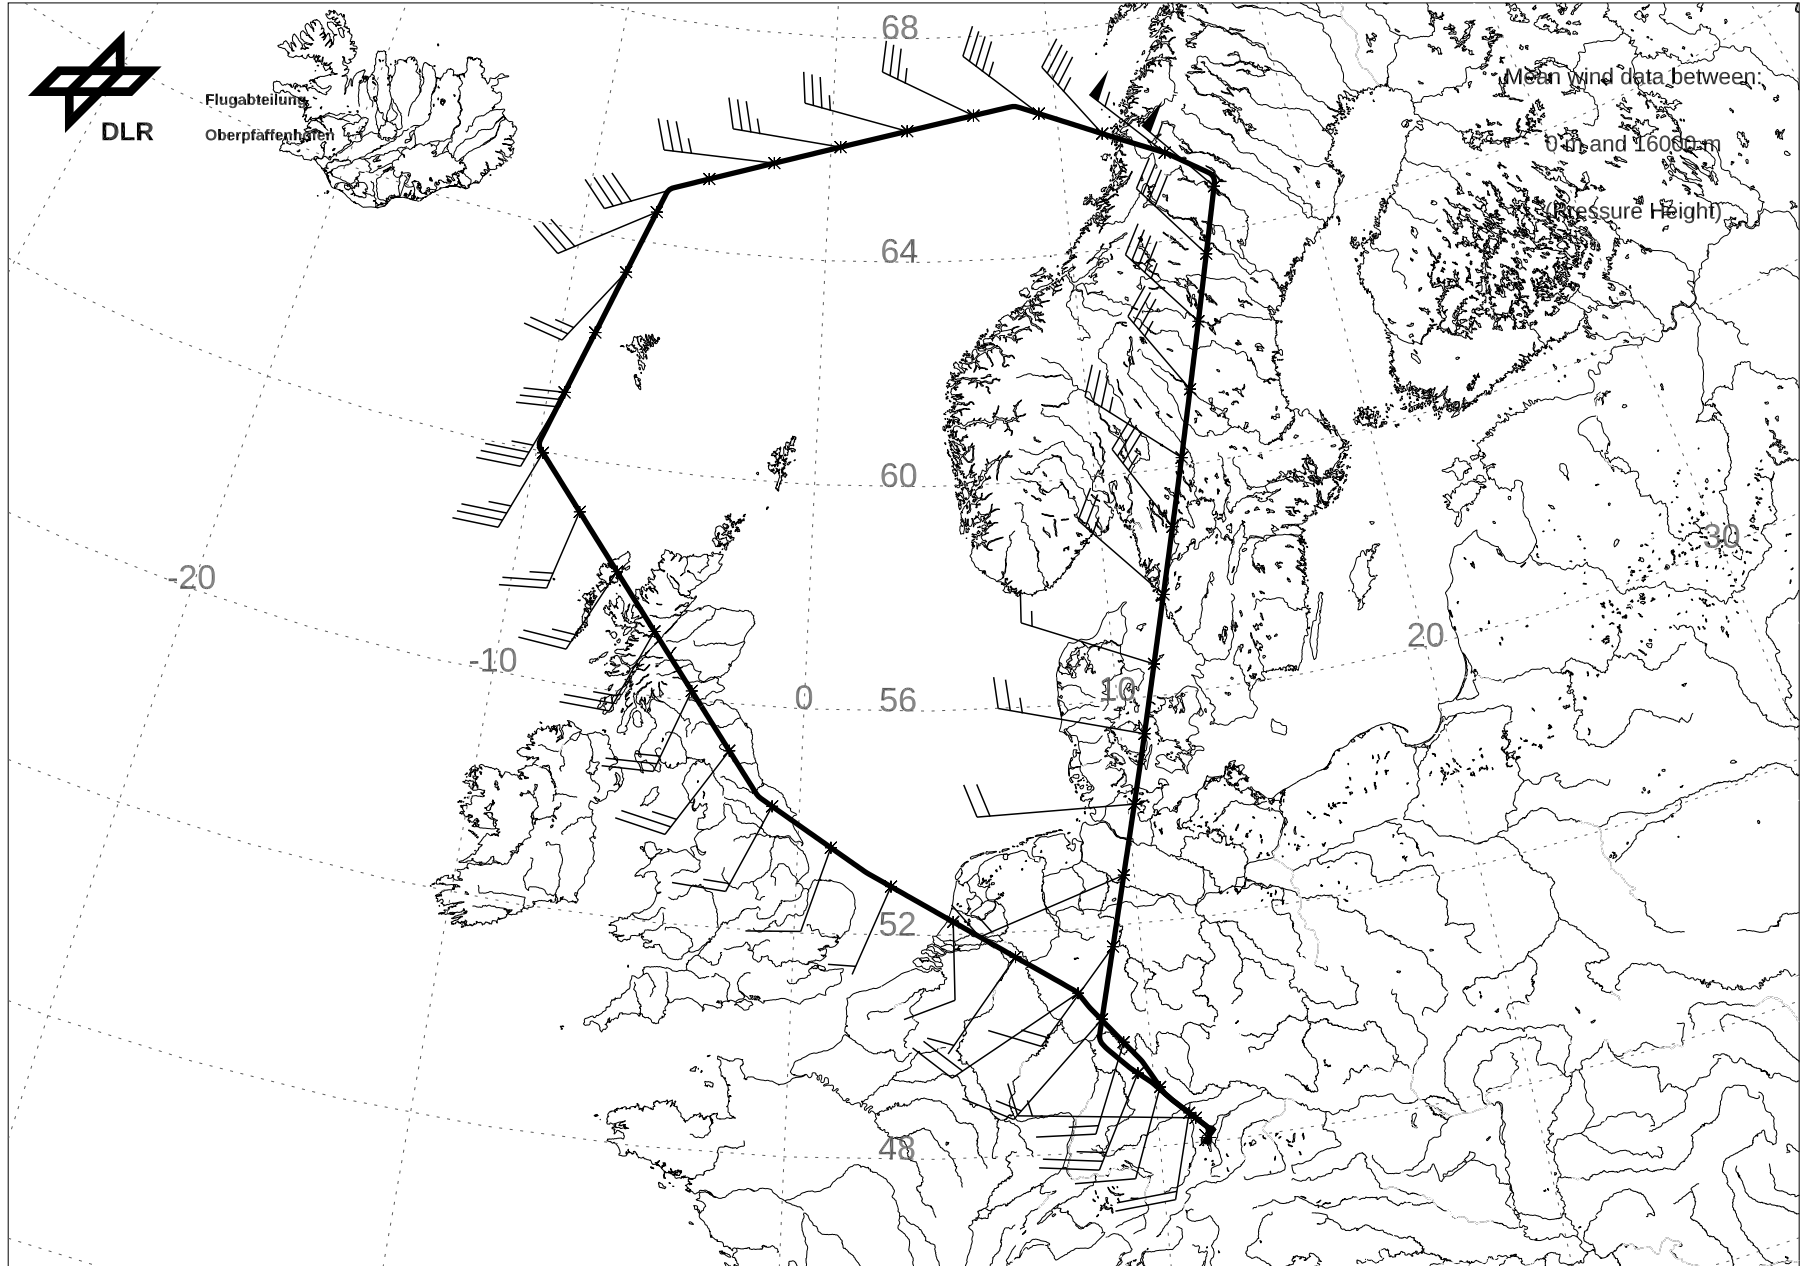 68
Mean wind data between:
Flugabteilung
DLR
Oberpfaffenhofen
0 m and 16000 m
(Pressure Height)
64
60
30
-20
20
-10
0
56
10
52
48